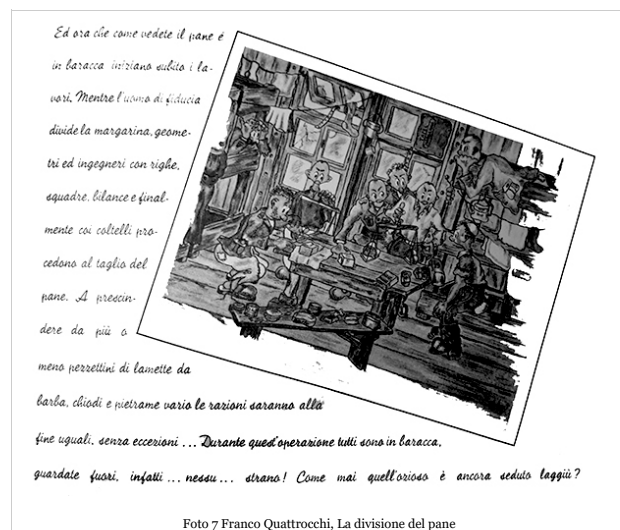 Ed ora che come vedete il pane é
in baracca iniziano subito i la-
vori. Mentre l'uomo di fiducia
divide la margarina, geome-
tri ed ingegneri con righe,
squadre, bilance e final-
mente coi coltelli pro-
cedono al taglio del
pane. A prescin-
dere da più o
meno pezzettini di lamette da
barba, chiodi e pietrame vario le razioni saranno alla
fine uguali, senza eccezioni ... Durante quest'operazione tutti sono in baracca,
guardate fuori, infatti ... nessu ... strano! Come mai quell'orioso è ancora seduto laggiù?
Foto 7 Franco Quattrocchi, La divisione del pane